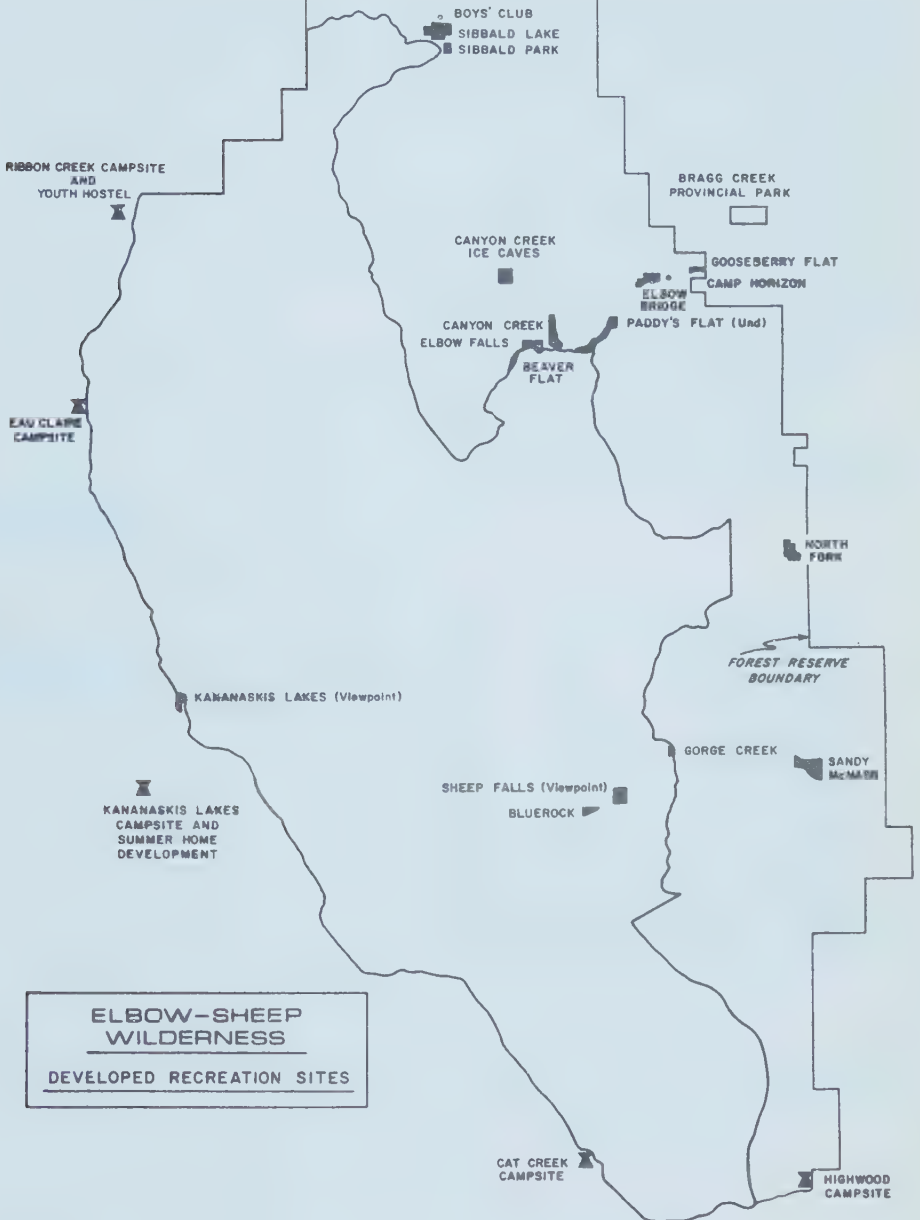 BOYS' CLUB
SIBBALD LAKE
SIBBALD PARK
RIBBON CREEK CAMPSITE
AND
YOUTH HOSTEL
BRAGG CREEK
PROVINCIAL PARK
CANYON CREEK
ICE CAVES
GOOSEBERRY FLAT
CAMP HORIZON
ELBOW
BRIDGE
CANYON CREEK
PADDY'S FLAT (Und)
ELBOW FALLS
BEAVER
FLAT
EAU CLAIRE
CAMPSITE
NORTH
FORK
FOREST RESERVE
BOUNDARY
KANANASKIS LAKES (Viewpoint)
GORGE CREEK
SANDY
McNABB
SHEEP FALLS (Viewpoint)
BLUEROCK
KANANASKIS LAKES
CAMPSITE AND
SUMMER HOME
DEVELOPMENT
ELBOW-SHEEP
WILDERNESS
DEVELOPED RECREATION SITES
CAT CREEK
CAMPSITE
HIGHWOOD
CAMPSITE